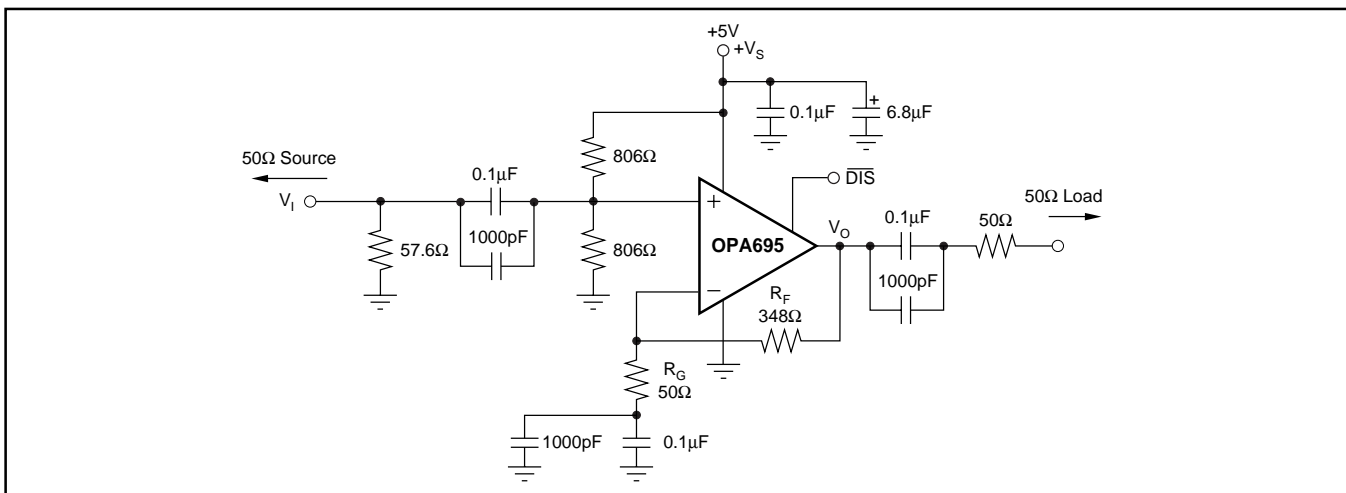 +5V
+V_S
0.1μF
6.8μF
50Ω Source
806Ω
0.1μF
DIS
V_I
50Ω Load
+
1000pF
OPA695
V_O
0.1μF
50Ω
57.6Ω
806Ω
1000pF
−
R_F
348Ω
R_G
50Ω
1000pF
0.1μF